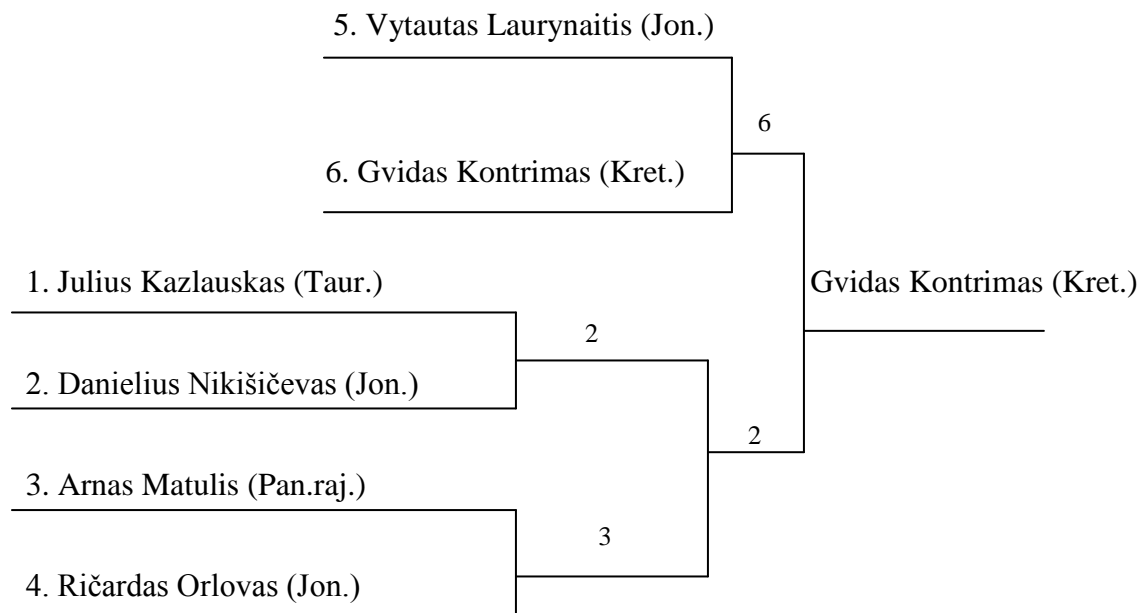 5. Vytautas Laurynaitis (Jon.)
6
6. Gvidas Kontrimas (Kret.)
1. Julius Kazlauskas (Taur.)
Gvidas Kontrimas (Kret.)
2
2. Danielius Nikišičevas (Jon.)
2
3. Arnas Matulis (Pan.raj.)
3
4. Ričardas Orlovas (Jon.)